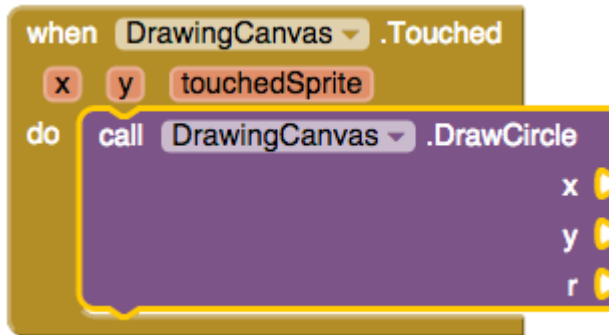 when DrawingCanvas .Touched
x y touchedSprite
do call DrawingCanvas .DrawCircle
x
y
r